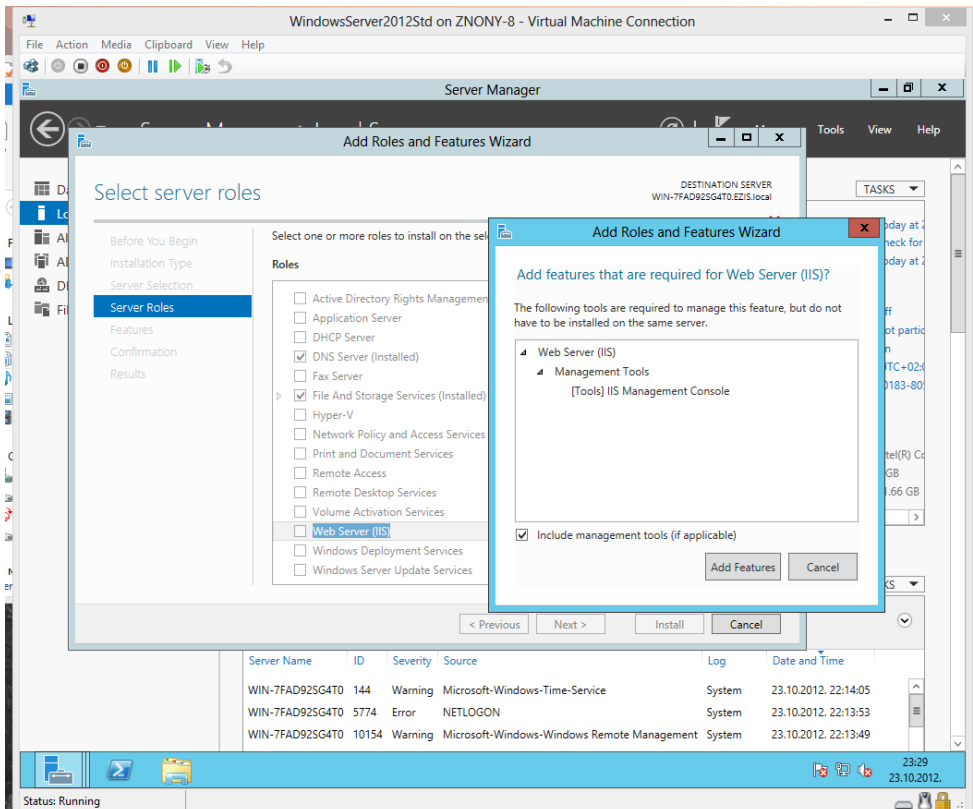 WindowsServer2012Std on ZNONY-8 - Virtual Machine Connection
File Action Media Clipboard View Help
Server Manager
Tools View Help
Add Roles and Features Wizard
Select server roles
DESTINATION SERVER
WIN-7FAD92SG4T0.EZIS.local
TASKS
Before You Begin
Installation Type
Server Selection
Server Roles
Features
Confirmation
Results
Select one or more roles to install on the sel
Roles
Active Directory Rights Managemen
Application Server
DHCP Server
DNS Server (Installed)
Fax Server
File And Storage Services (Installed)
Hyper-V
Network Policy and Access Services
Print and Document Services
Remote Access
Remote Desktop Services
Volume Activation Services
Web Server (IIS)
Windows Deployment Services
Windows Server Update Services
< Previous
Next >
Install
Cancel
Add Roles and Features Wizard
Add features that are required for Web Server (IIS)?
The following tools are required to manage this feature, but do not
have to be installed on the same server.
Web Server (IIS)
Management Tools
[Tools] IIS Management Console
Include management tools (if applicable)
Add Features
Cancel
GB
1.66 GB
Server Name ID Severity Source Log Date and Time
WIN-7FAD92SG4T0 144 Warning Microsoft-Windows-Time-Service System 23.10.2012. 22:14:05
WIN-7FAD92SG4T0 5774 Error NETLOGON System 23.10.2012. 22:13:53
WIN-7FAD92SG4T0 10154 Warning Microsoft-Windows-Windows Remote Management System 23.10.2012. 22:13:49
23:29
23.10.2012.
Status: Running